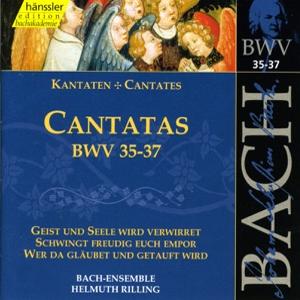 hänssler
edition
bachakademie
KANTATEN ✢ CANTATES
CANTATAS
BWV 35-37
GEIST UND SEELE WIRD VERWIRRET
SCHWINGT FREUDIG EUCH EMPOR
WER DA GLÄUBET UND GETAUFT WIRD
BACH-ENSEMBLE
HELMUTH RILLING
BWV
35-37
BACH